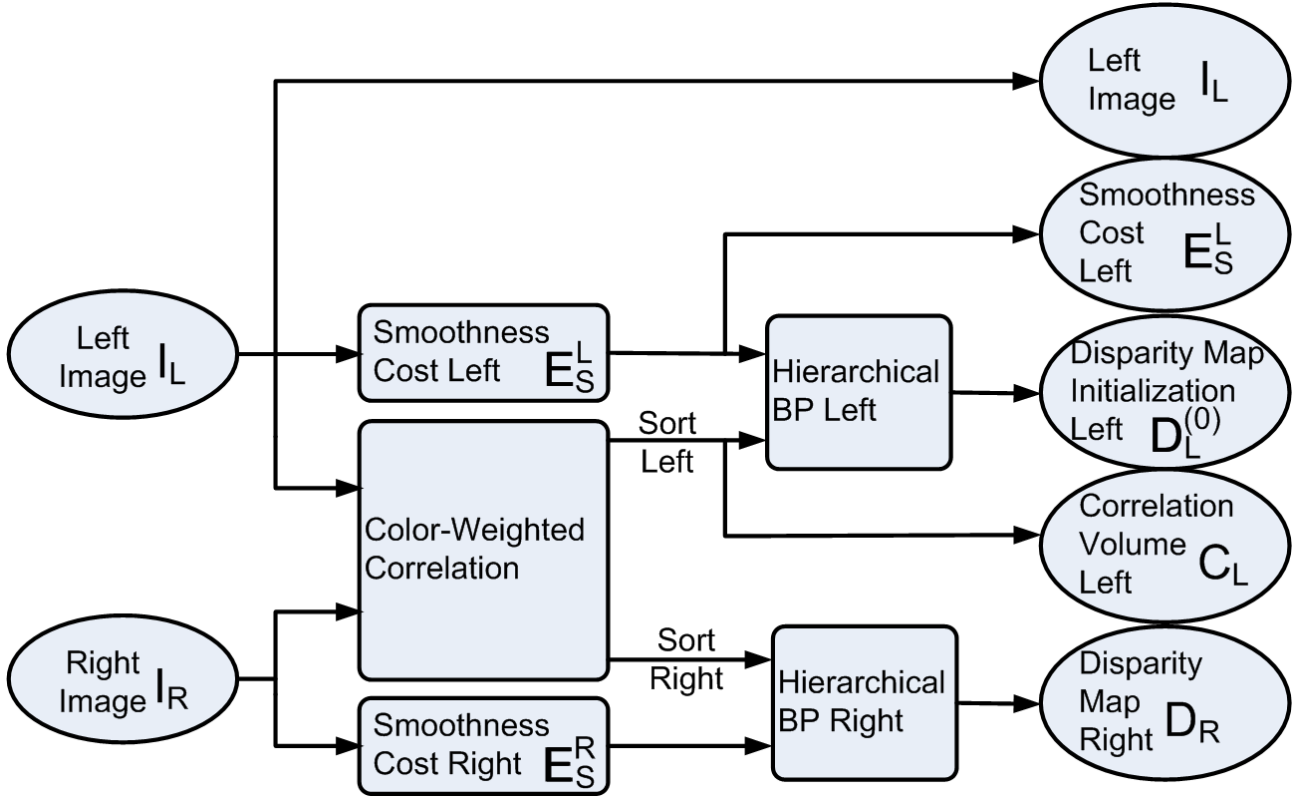 Left
Image I_L
Smoothness
Cost Left E_S^L
Color-Weighted
Correlation
Right
Image I_R
Smoothness
Cost Right E_S^R
Sort
Left
Sort
Right
Hierarchical
BP Left
Hierarchical
BP Right
Left
Image I_L
Smoothness
Cost
Left E_S^L
Disparity Map
Initialization
Left D_L^(0)
Correlation
Volume
Left C_L
Disparity
Map
Right D_R